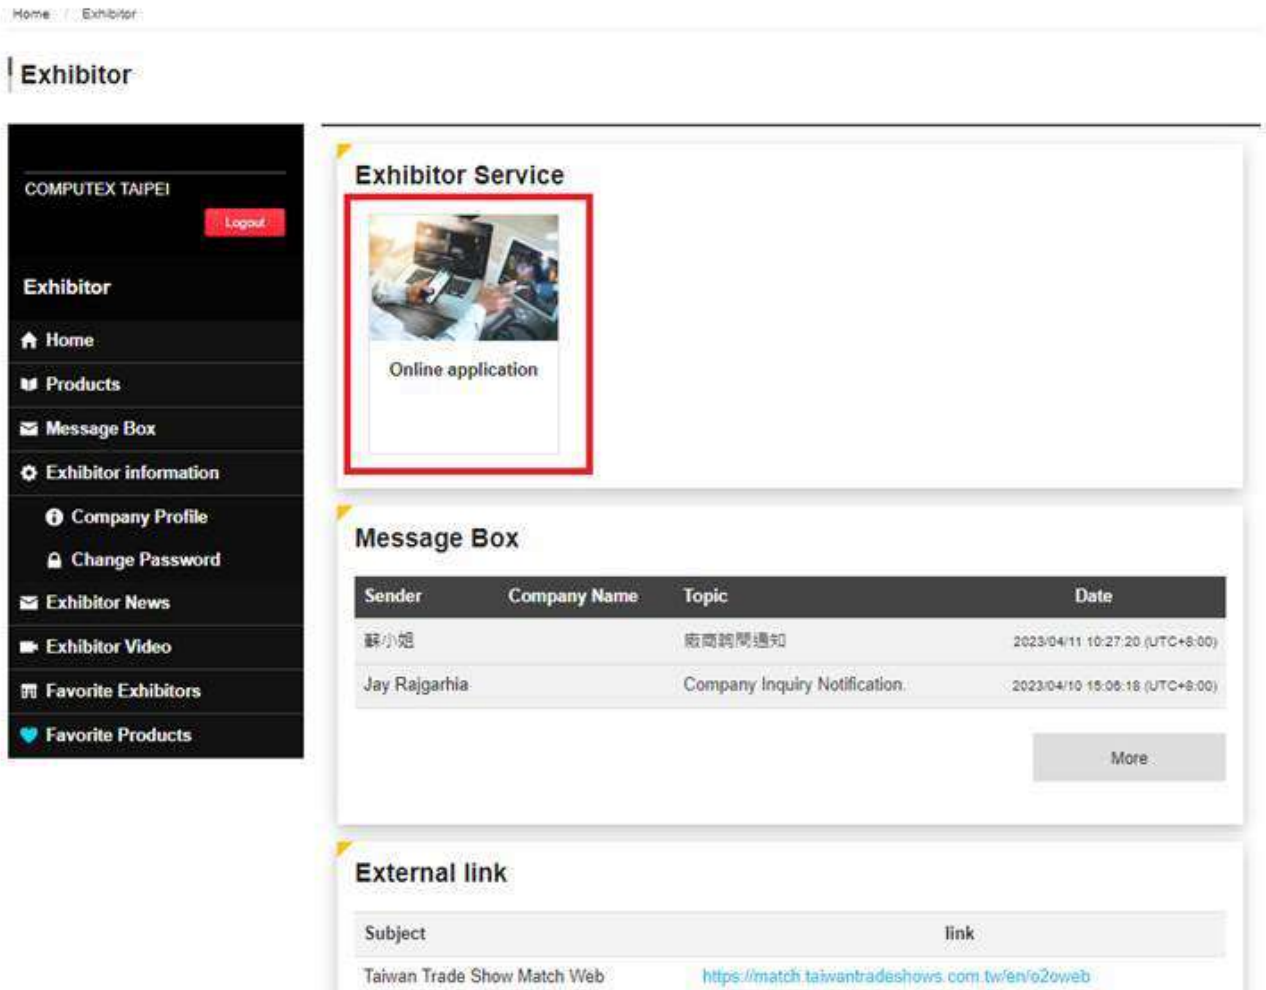 Home / Exhibitor
Exhibitor
COMPUTEX TAIPEI
Logout
Exhibitor
Home
Products
Message Box
Exhibitor information
Company Profile
Change Password
Exhibitor News
Exhibitor Video
Favorite Exhibitors
Favorite Products
Exhibitor Service
Online application
Message Box
Sender Company Name Topic Date
蘇小姐 廠商詢問通知 2023/04/11 10:27:20 (UTC+8:00)
Jay Rajgarhia Company Inquiry Notification. 2023/04/10 15:06:18 (UTC+8:00)
More
External link
Subject link
Taiwan Trade Show Match Web https://match.taiwantradeshows.com.tw/en/o2oweb